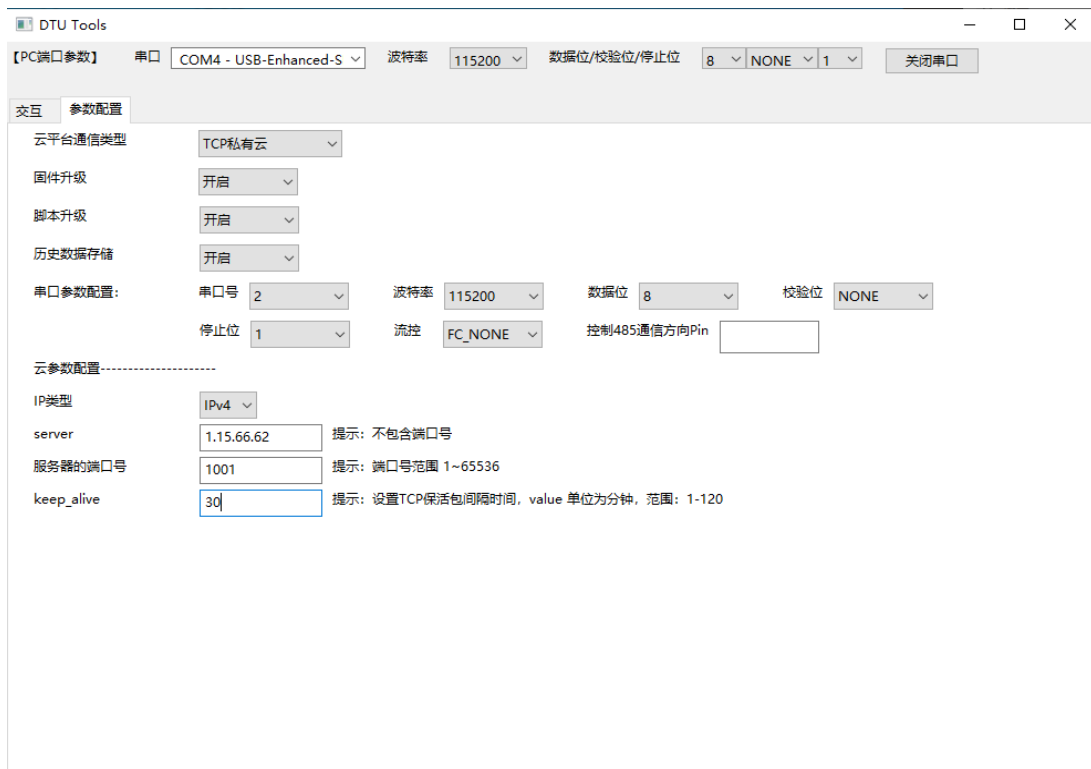 DTU Tools
【PC端口参数】 串口 COM4 - USB-Enhanced-S 波特率 115200 数据位/校验位/停止位 8 NONE 1 关闭串口
交互 参数配置
云平台通信类型 TCP私有云
固件升级 开启
脚本升级 开启
历史数据存储 开启
串口参数配置: 串口号 2 波特率 115200 数据位 8 校验位 NONE
停止位 1 流控 FC_NONE 控制485通信方向Pin
云参数配置---------------------
IP类型 IPv4
server 1.15.66.62 提示：不包含端口号
服务器的端口号 1001 提示：端口号范围 1~65536
keep_alive 30 提示：设置TCP保活包间隔时间，value 单位为分钟，范围：1-120